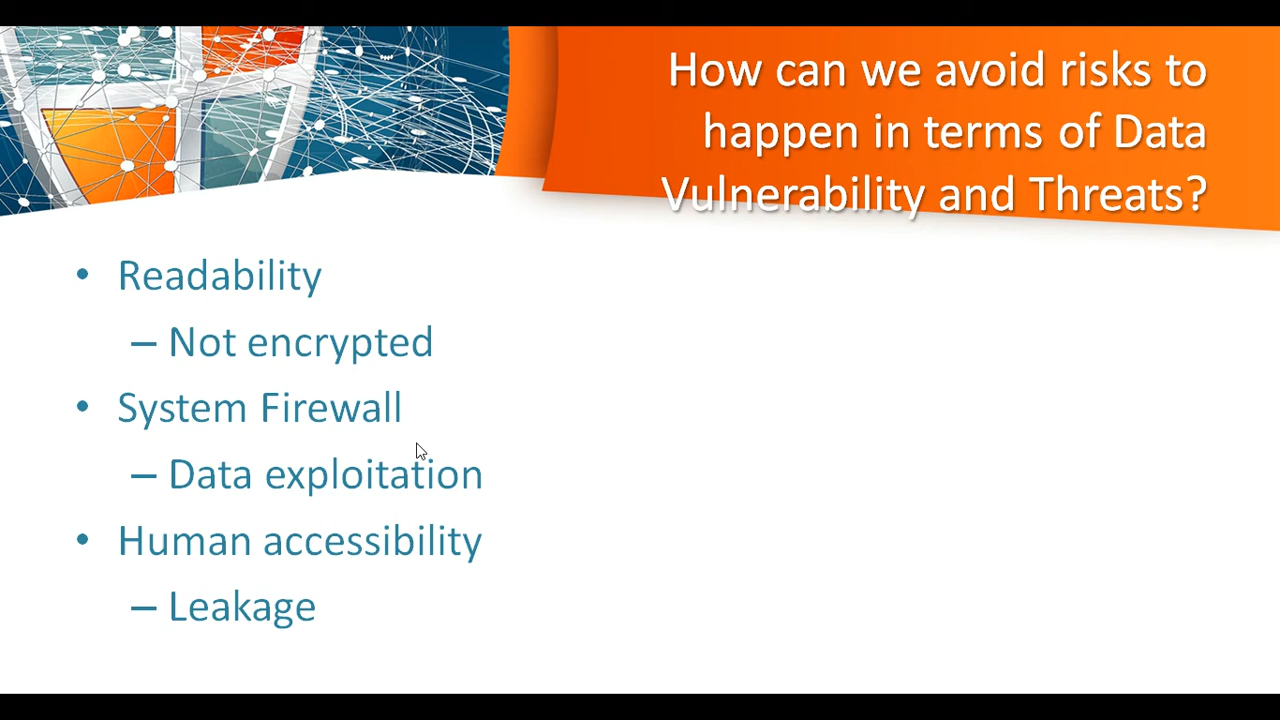 How can we avoid risks to
happen in terms of Data
Vulnerability and Threats?
• Readability
– Not encrypted
• System Firewall
– Data exploitation
• Human accessibility
– Leakage